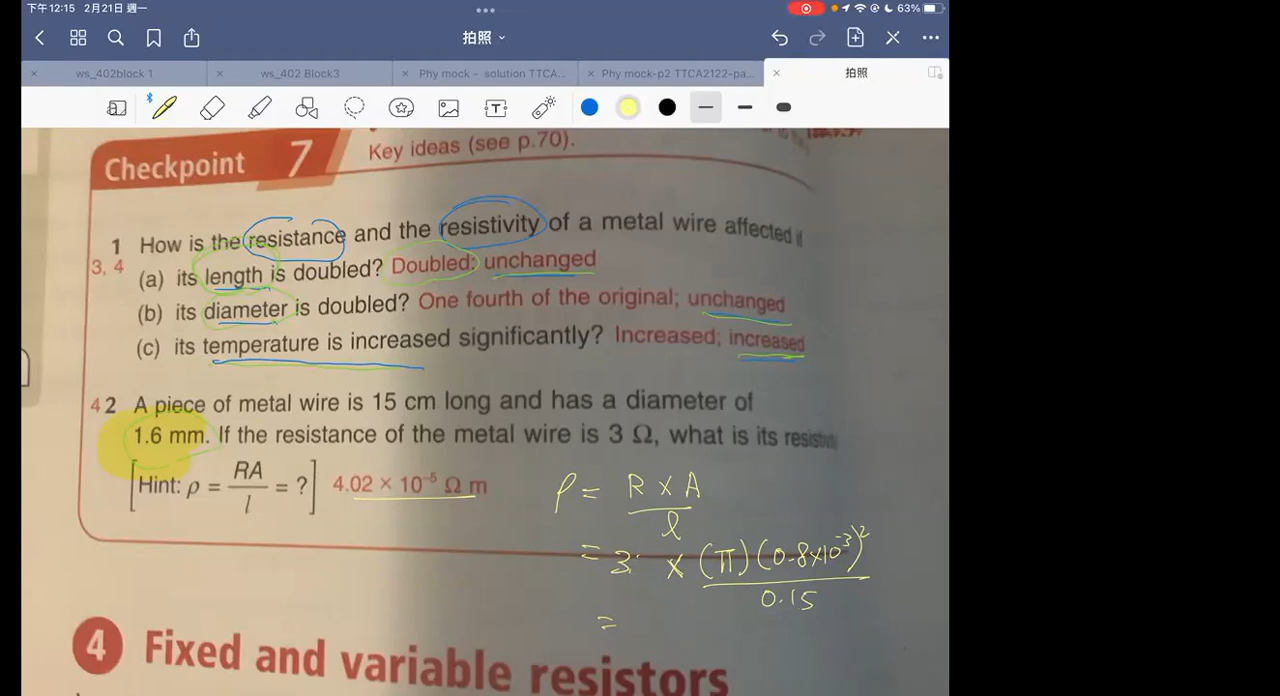 下午12:15 2月21日 週一
63%
拍照
ws_402block 1
ws_402 Block3
Phy mock - solution TTCA...
Phy mock-p2 TTCA2122-pa...
拍照
Checkpoint 7
Key ideas (see p.70).
1 How is the resistance and the resistivity of a metal wire affected
3, 4
(a) its length is doubled? Doubled; unchanged
(b) its diameter is doubled? One fourth of the original; unchanged
(c) its temperature is increased significantly? Increased; increased
4 2 A piece of metal wire is 15 cm long and has a diameter of
1.6 mm. If the resistance of the metal wire is 3 Ω, what is its
[Hint: ρ = RA / l = ?] 4.02 × 10⁻⁵ Ω m
ρ = R × A / l
= 3 × (π)(0.8×10⁻³)² / 0.15
=
4 Fixed and variable resistors